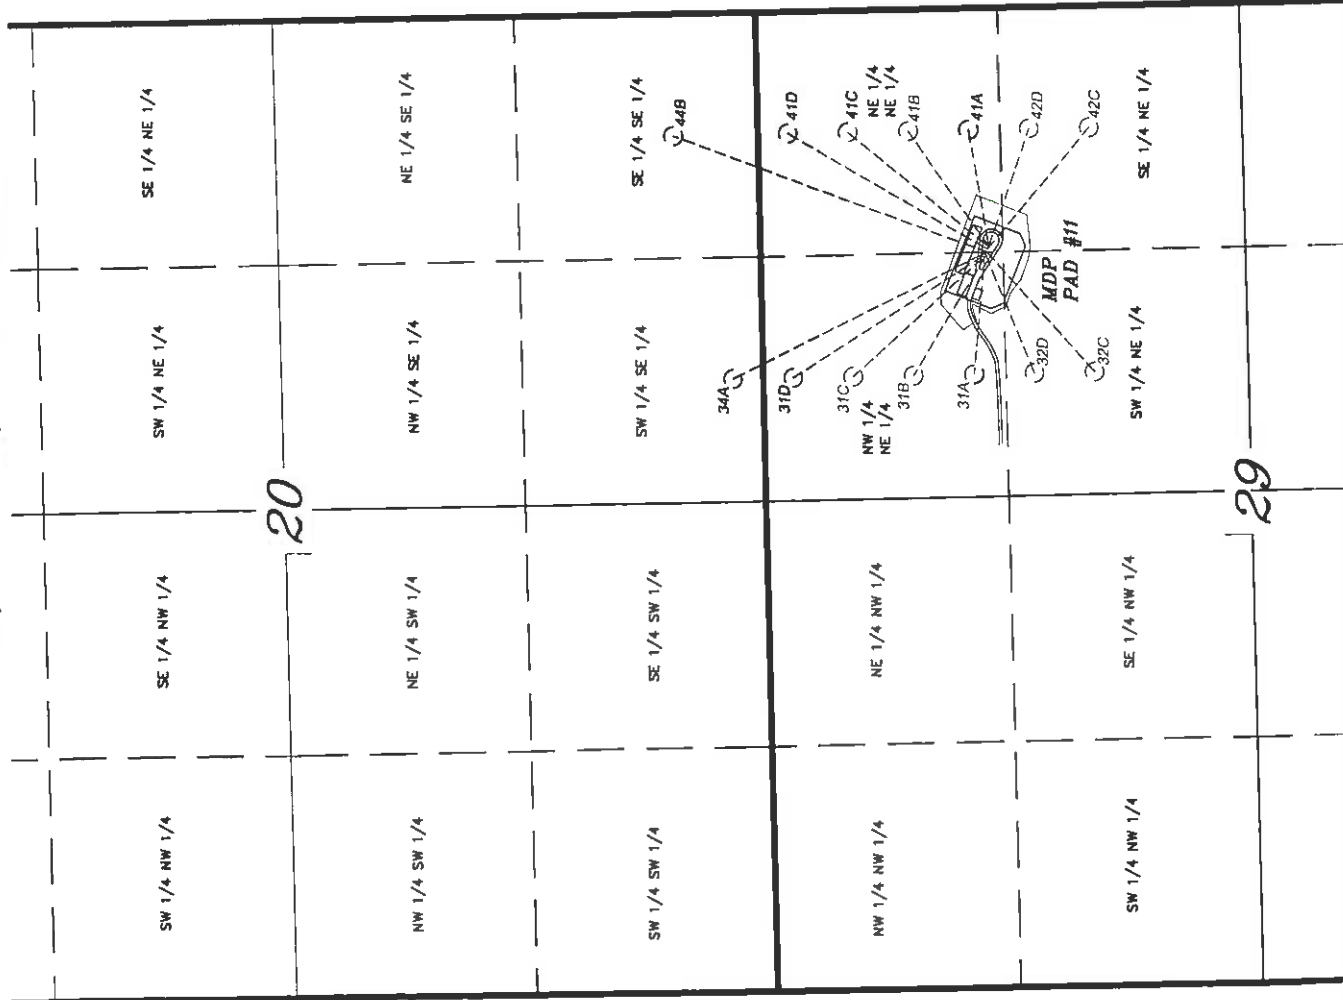 SW 1/4 NW 1/4
SE 1/4 NW 1/4
SW 1/4 NE 1/4
SE 1/4 NE 1/4
20
NW 1/4 SW 1/4
NE 1/4 SW 1/4
NW 1/4 SE 1/4
NE 1/4 SE 1/4
SW 1/4 SW 1/4
SE 1/4 SW 1/4
SW 1/4 SE 1/4
SE 1/4 SE 1/4
44B
34A
31D
41D
31C
41C
NW 1/4 NW 1/4
NE 1/4 NW 1/4
NW 1/4
NE 1/4
NE 1/4
NE 1/4
31B
41B
31A
41A
32D
42D
MDP
PAD #11
32C
42C
SW 1/4 NW 1/4
SE 1/4 NW 1/4
SW 1/4 NE 1/4
SE 1/4 NE 1/4
29